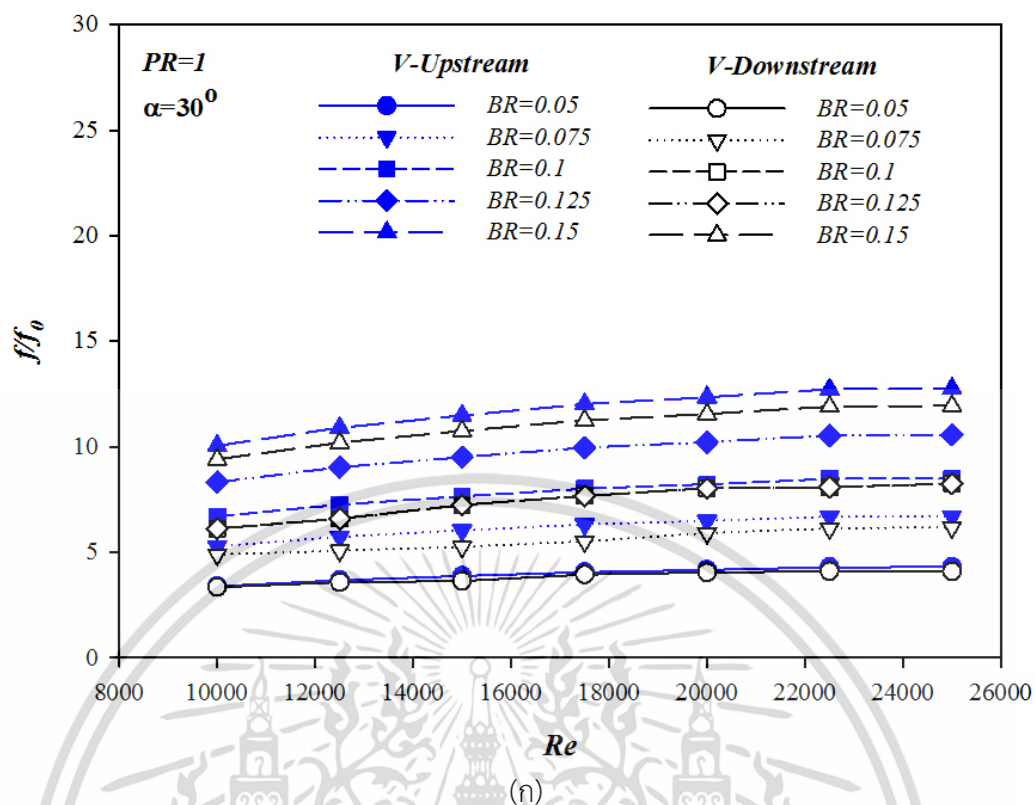 PR=1
α=30⁰
V-Upstream
BR=0.05
BR=0.075
BR=0.1
BR=0.125
BR=0.15
V-Downstream
BR=0.05
BR=0.075
BR=0.1
BR=0.125
BR=0.15
30
25
20
15
10
5
0
f/f₀
8000 10000 12000 14000 16000 18000 20000 22000 24000 26000
Re
(ก)